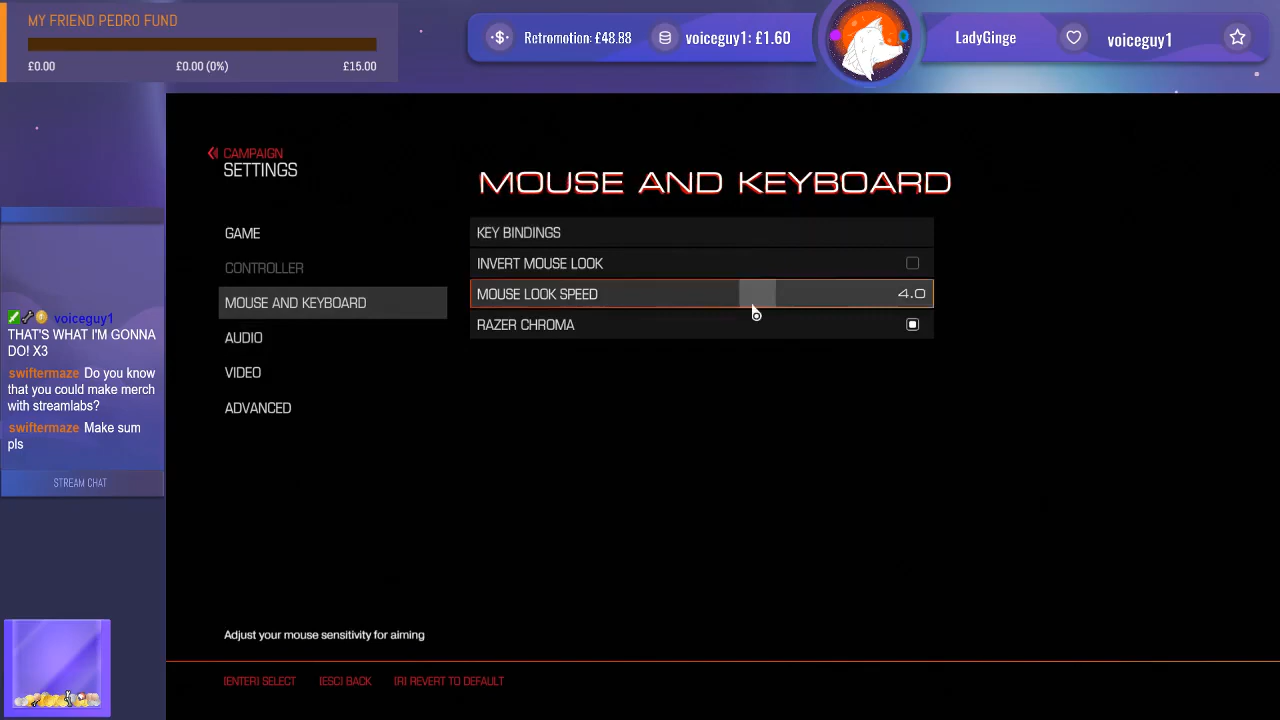 MY FRIEND PEDRO FUND
£0.00 £0.00 (0%) £15.00
Retromotion: £48.88 voiceguy1: £1.60 LadyGinge voiceguy1
CAMPAIGN
SETTINGS
MOUSE AND KEYBOARD
GAME
CONTROLLER
MOUSE AND KEYBOARD
AUDIO
VIDEO
ADVANCED
KEY BINDINGS
INVERT MOUSE LOOK
MOUSE LOOK SPEED 4.0
RAZER CHROMA
voiceguy1
THAT'S WHAT I'M GONNA
DO! X3
swiftermaze Do you know
that you could make merch
with streamlabs?
swiftermaze Make sum
pls
STREAM CHAT
Adjust your mouse sensitivity for aiming
[ENTER] SELECT [ESC] BACK [R] REVERT TO DEFAULT